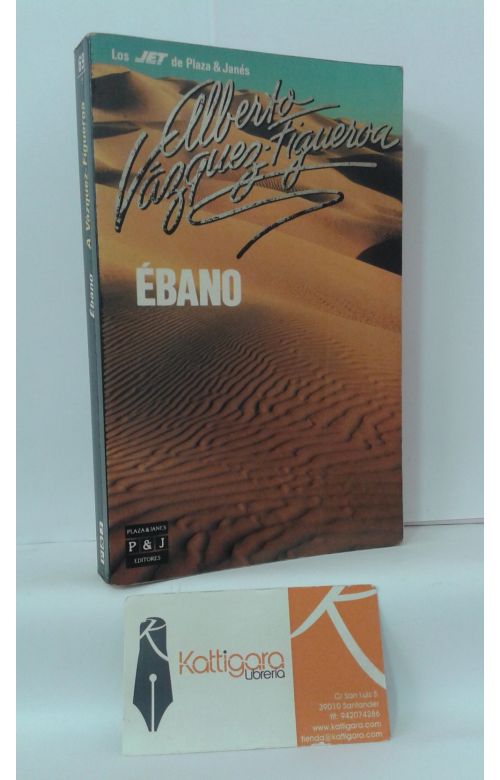 Los JET de Plaza & Janés
Alberto
Vázquez-Figueroa
ÉBANO
PLAZA & JANES
P & J
EDITORES
Ébano A. Vázquez-Figueroa
Kattigara
Librería
C/ San Luis 5
39010 Santander
tlf: 942074286
www.kattigara.com
tienda@kattigara.com